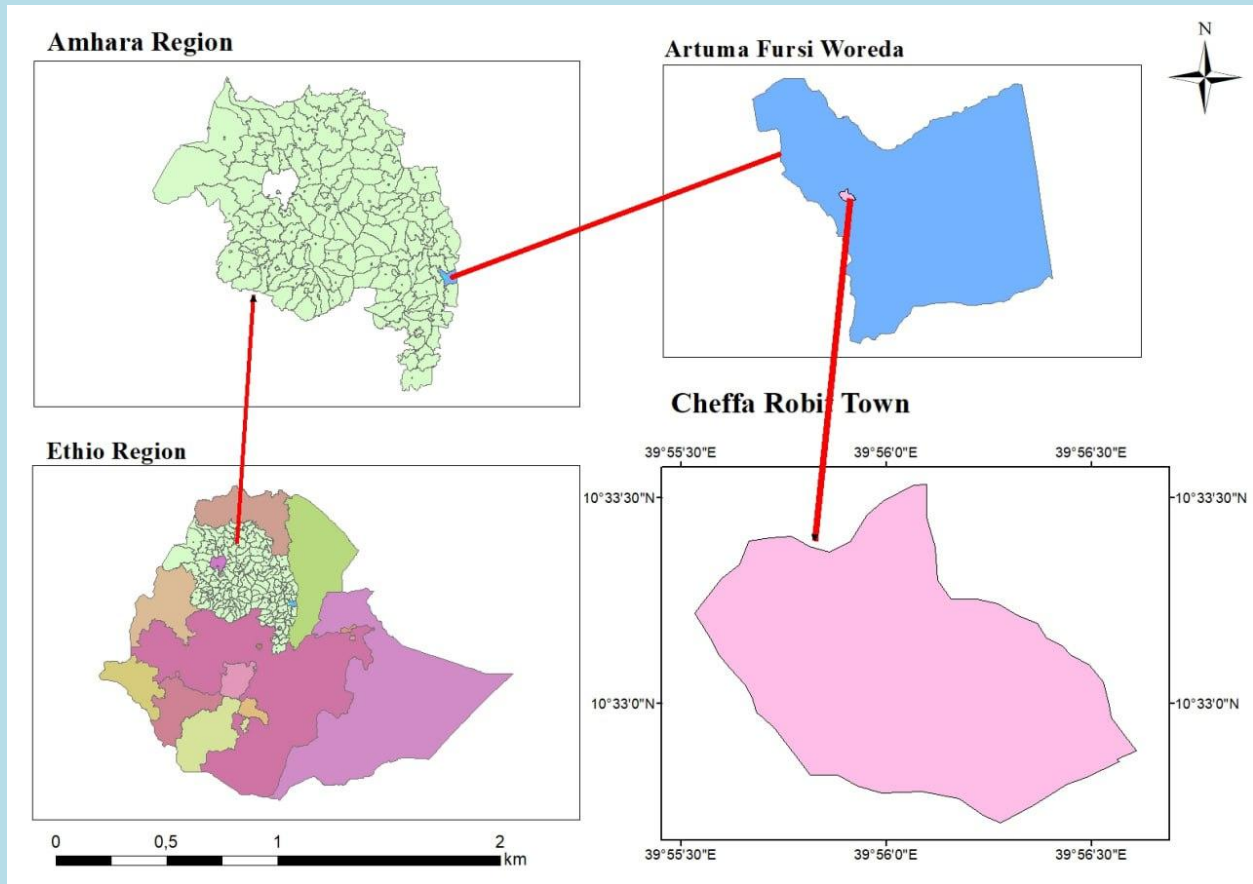 Amhara Region
Artuma Fursi Woreda
N
Ethio Region
Cheffa Robit Town
39°55'30"E 39°56'0"E 39°56'30"E
10°33'30"N 10°33'30"N
10°33'0"N 10°33'0"N
39°55'30"E 39°56'0"E 39°56'30"E
0 0,5 1 2
km